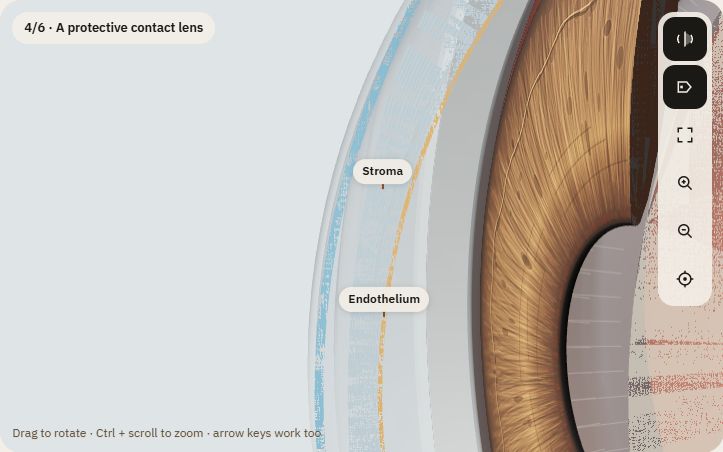 4/6 · A protective contact lens
Stroma
Endothelium
Drag to rotate · Ctrl + scroll to zoom · arrow keys work too